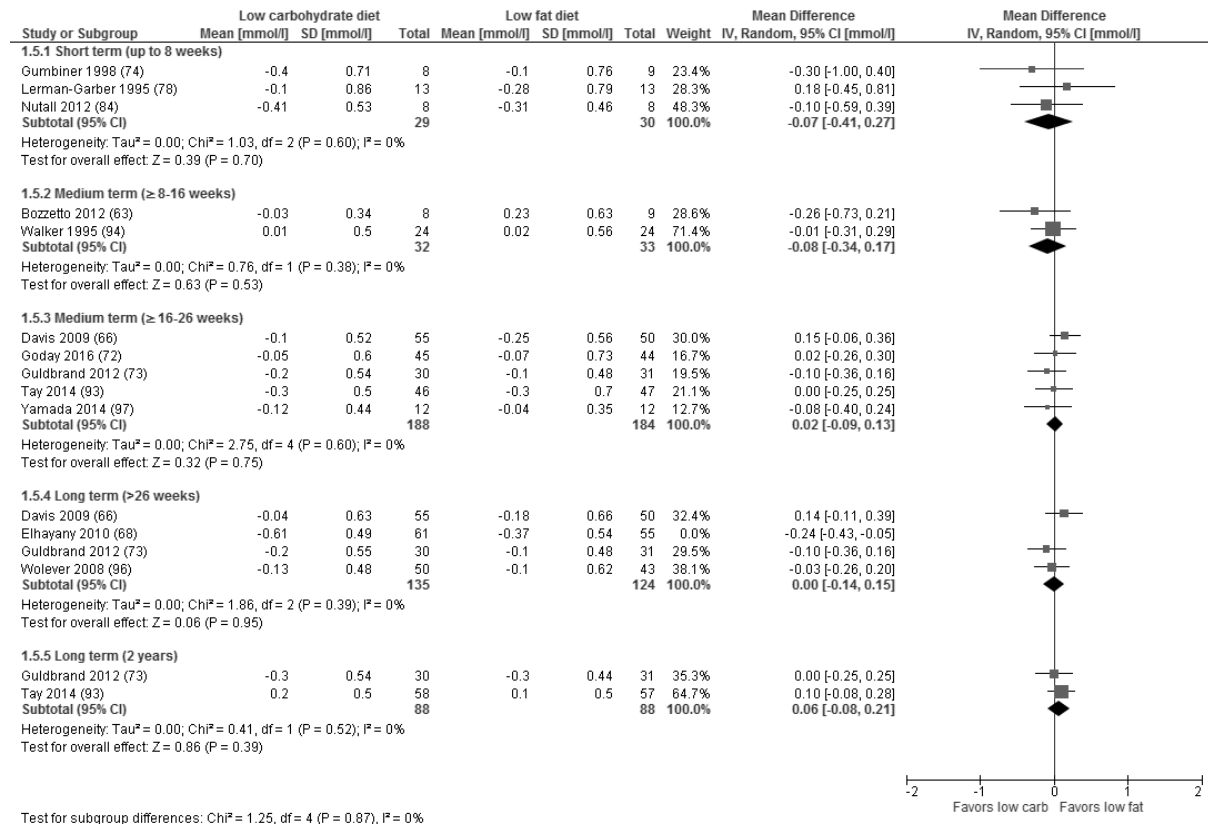 Low carbohydrate diet Low fat diet Mean Difference Mean Difference
Study or Subgroup Mean [mmol/l] SD [mmol/l] Total Mean [mmol/l] SD [mmol/l] Total Weight IV, Random, 95% CI [mmol/l] IV, Random, 95% CI [mmol/l]
1.5.1 Short term (up to 8 weeks)
Gumbiner 1998 (74) -0.4 0.71 8 -0.1 0.76 9 23.4% -0.30 [-1.00, 0.40]
Lerman-Garber 1995 (78) -0.1 0.86 13 -0.28 0.79 13 28.3% 0.18 [-0.45, 0.81]
Nutall 2012 (84) -0.41 0.53 8 -0.31 0.46 8 48.3% -0.10 [-0.59, 0.39]
Subtotal (95% CI) 29 30 100.0% -0.07 [-0.41, 0.27]
Heterogeneity: Tau² = 0.00; Chi² = 1.03, df = 2 (P = 0.60); I² = 0%
Test for overall effect: Z = 0.39 (P = 0.70)
1.5.2 Medium term (≥ 8-16 weeks)
Bozzetto 2012 (63) -0.03 0.34 8 0.23 0.63 9 28.6% -0.26 [-0.73, 0.21]
Walker 1995 (94) 0.01 0.5 24 0.02 0.56 24 71.4% -0.01 [-0.31, 0.29]
Subtotal (95% CI) 32 33 100.0% -0.08 [-0.34, 0.17]
Heterogeneity: Tau² = 0.00; Chi² = 0.76, df = 1 (P = 0.38); I² = 0%
Test for overall effect: Z = 0.63 (P = 0.53)
1.5.3 Medium term (≥ 16-26 weeks)
Davis 2009 (66) -0.1 0.52 55 -0.25 0.56 50 30.0% 0.15 [-0.06, 0.36]
Goday 2016 (72) -0.05 0.6 45 -0.07 0.73 44 16.7% 0.02 [-0.26, 0.30]
Guldbrand 2012 (73) -0.2 0.54 30 -0.1 0.48 31 19.5% -0.10 [-0.36, 0.16]
Tay 2014 (93) -0.3 0.5 46 -0.3 0.7 47 21.1% 0.00 [-0.25, 0.25]
Yamada 2014 (97) -0.12 0.44 12 -0.04 0.35 12 12.7% -0.08 [-0.40, 0.24]
Subtotal (95% CI) 188 184 100.0% 0.02 [-0.09, 0.13]
Heterogeneity: Tau² = 0.00; Chi² = 2.75, df = 4 (P = 0.60); I² = 0%
Test for overall effect: Z = 0.32 (P = 0.75)
1.5.4 Long term (>26 weeks)
Davis 2009 (66) -0.04 0.63 55 -0.18 0.66 50 32.4% 0.14 [-0.11, 0.39]
Elhayany 2010 (68) -0.61 0.49 61 -0.37 0.54 55 0.0% -0.24 [-0.43, -0.05]
Guldbrand 2012 (73) -0.2 0.55 30 -0.1 0.48 31 29.5% -0.10 [-0.36, 0.16]
Wolever 2008 (96) -0.13 0.48 50 -0.1 0.62 43 38.1% -0.03 [-0.26, 0.20]
Subtotal (95% CI) 135 124 100.0% 0.00 [-0.14, 0.15]
Heterogeneity: Tau² = 0.00; Chi² = 1.86, df = 2 (P = 0.39); I² = 0%
Test for overall effect: Z = 0.06 (P = 0.95)
1.5.5 Long term (2 years)
Guldbrand 2012 (73) -0.3 0.54 30 -0.3 0.44 31 35.3% 0.00 [-0.25, 0.25]
Tay 2014 (93) 0.2 0.5 58 0.1 0.5 57 64.7% 0.10 [-0.08, 0.28]
Subtotal (95% CI) 88 88 100.0% 0.06 [-0.08, 0.21]
Heterogeneity: Tau² = 0.00; Chi² = 0.41, df = 1 (P = 0.52); I² = 0%
Test for overall effect: Z = 0.86 (P = 0.39)
-2 -1 0 1 2
Favors low carb Favors low fat
Test for subgroup differences: Chi² = 1.25, df = 4 (P = 0.87), I² = 0%